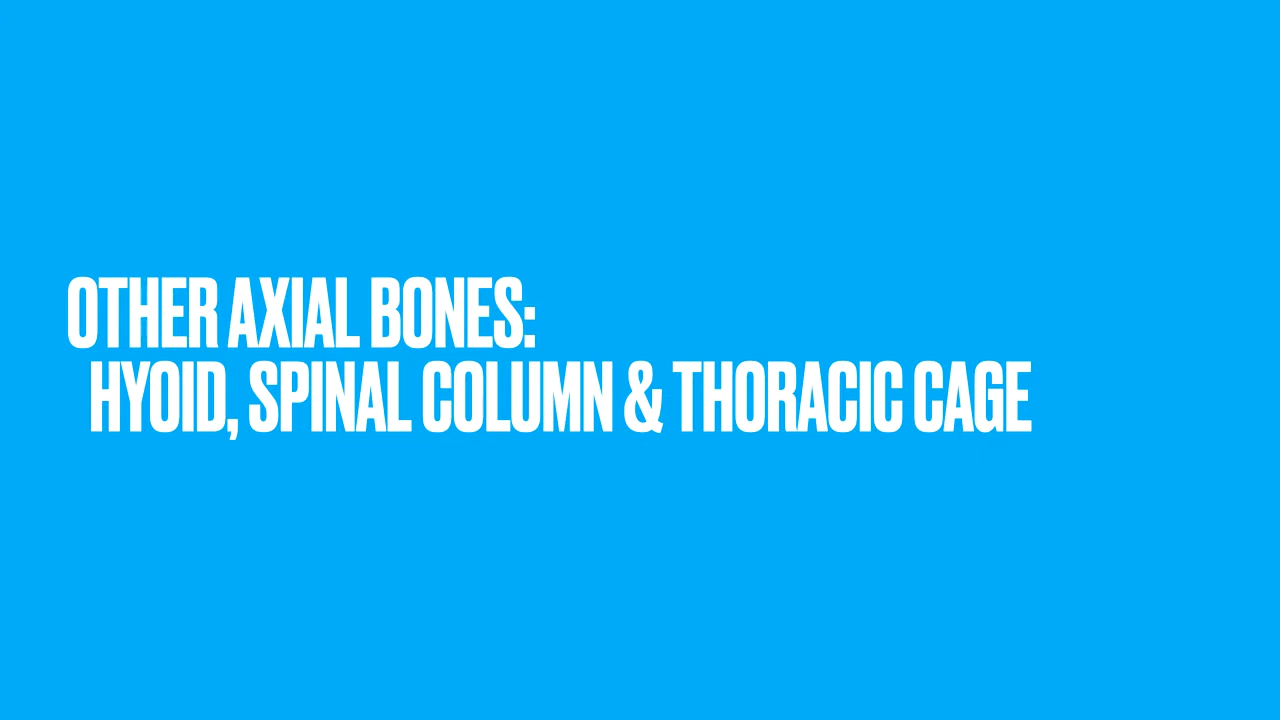 OTHER AXIAL BONES:
HYOID, SPINAL COLUMN & THORACIC CAGE